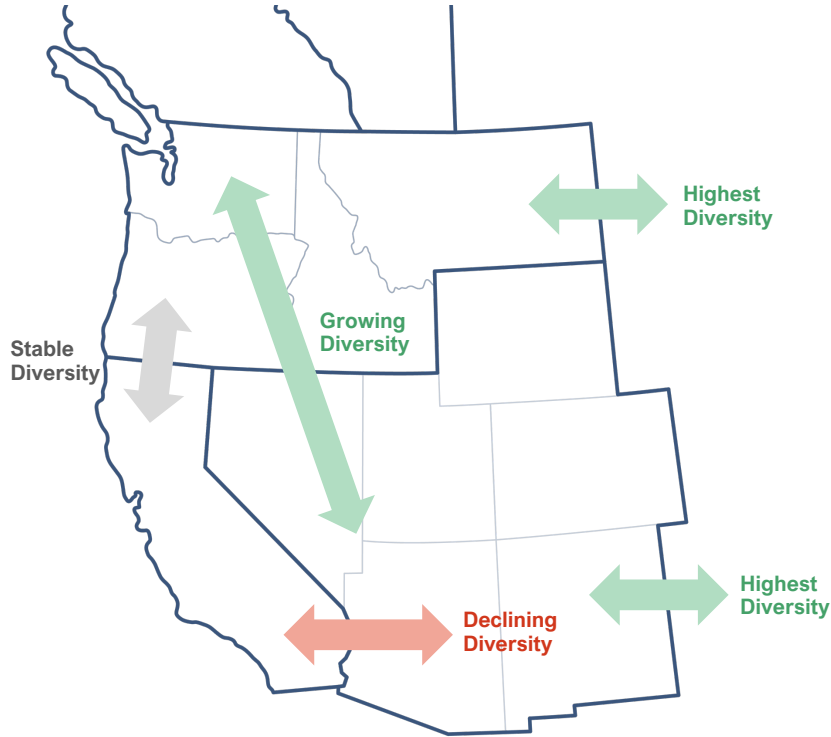 Highest
Diversity
Growing
Diversity
Stable
Diversity
Highest
Diversity
Declining
Diversity